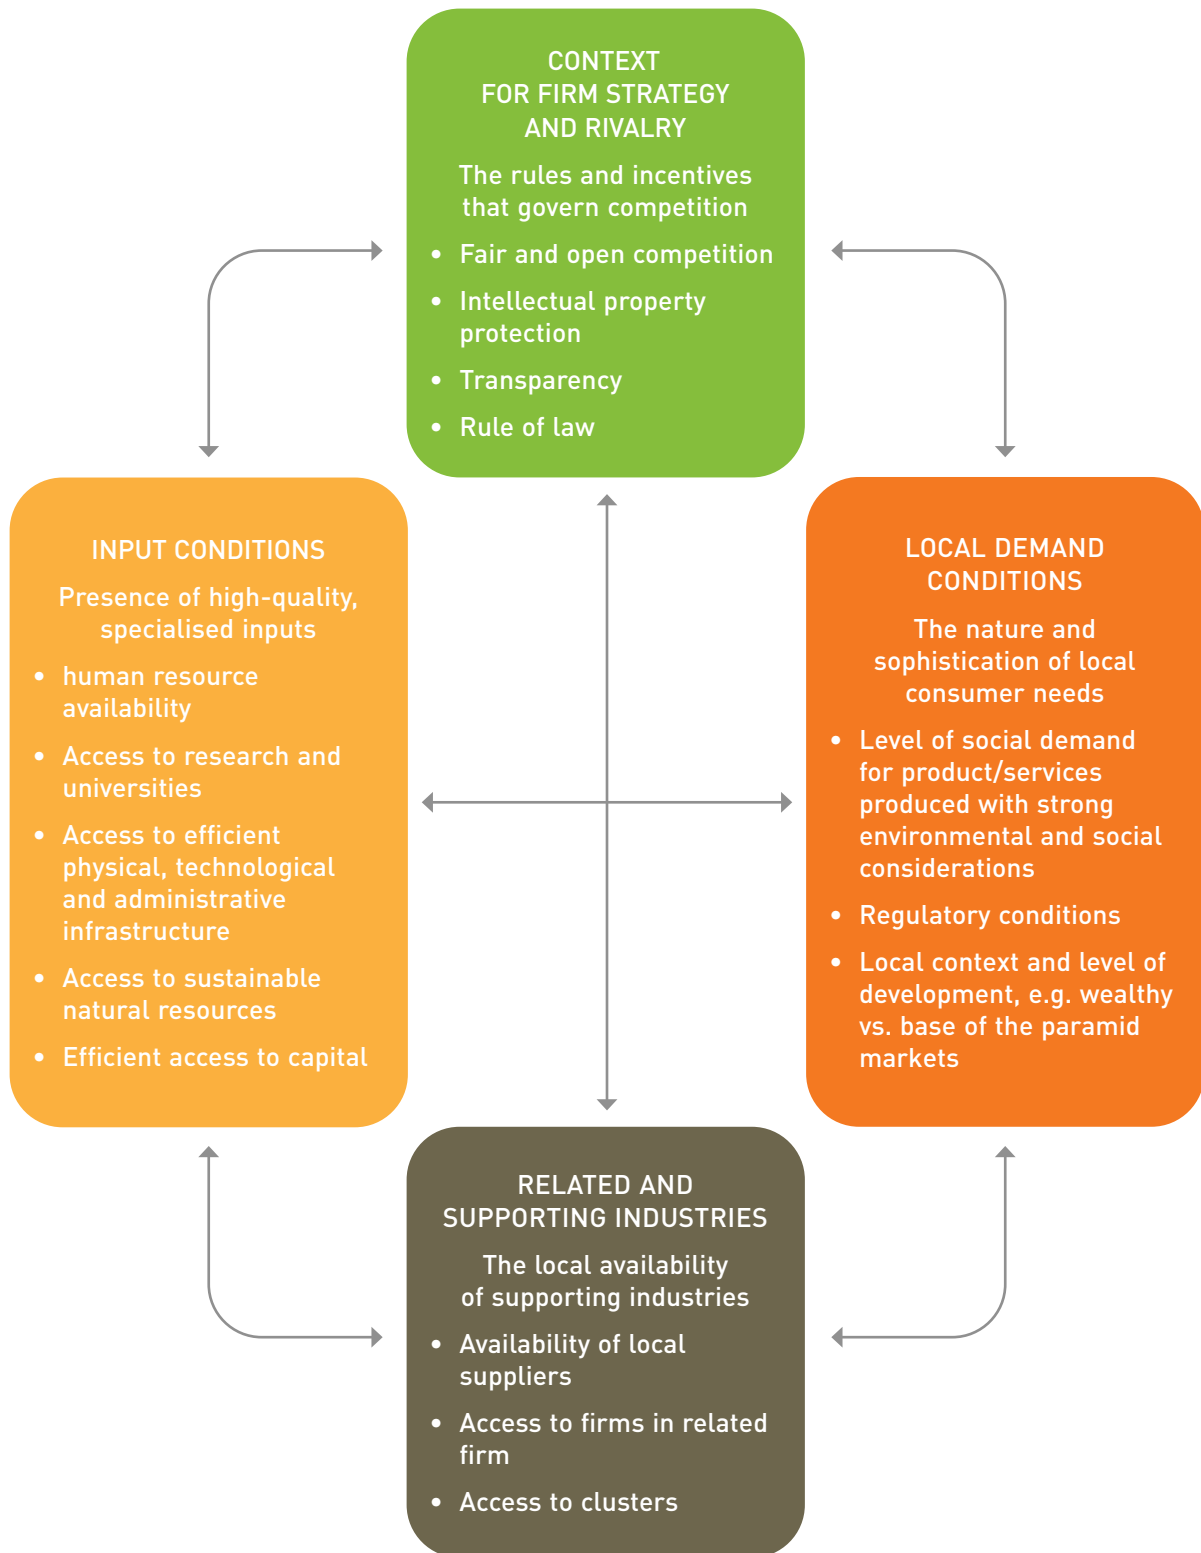 CONTEXT
FOR FIRM STRATEGY
AND RIVALRY
The rules and incentives
that govern competition
• Fair and open competition
• Intellectual property
protection
• Transparency
• Rule of law
INPUT CONDITIONS
Presence of high-quality,
specialised inputs
• human resource
availability
• Access to research and
universities
• Access to efficient
physical, technological
and administrative
infrastructure
• Access to sustainable
natural resources
• Efficient access to capital
LOCAL DEMAND
CONDITIONS
The nature and
sophistication of local
consumer needs
• Level of social demand
for product/services
produced with strong
environmental and social
considerations
• Regulatory conditions
• Local context and level of
development, e.g. wealthy
vs. base of the paramid
markets
RELATED AND
SUPPORTING INDUSTRIES
The local availability
of supporting industries
• Availability of local
suppliers
• Access to firms in related
firm
• Access to clusters